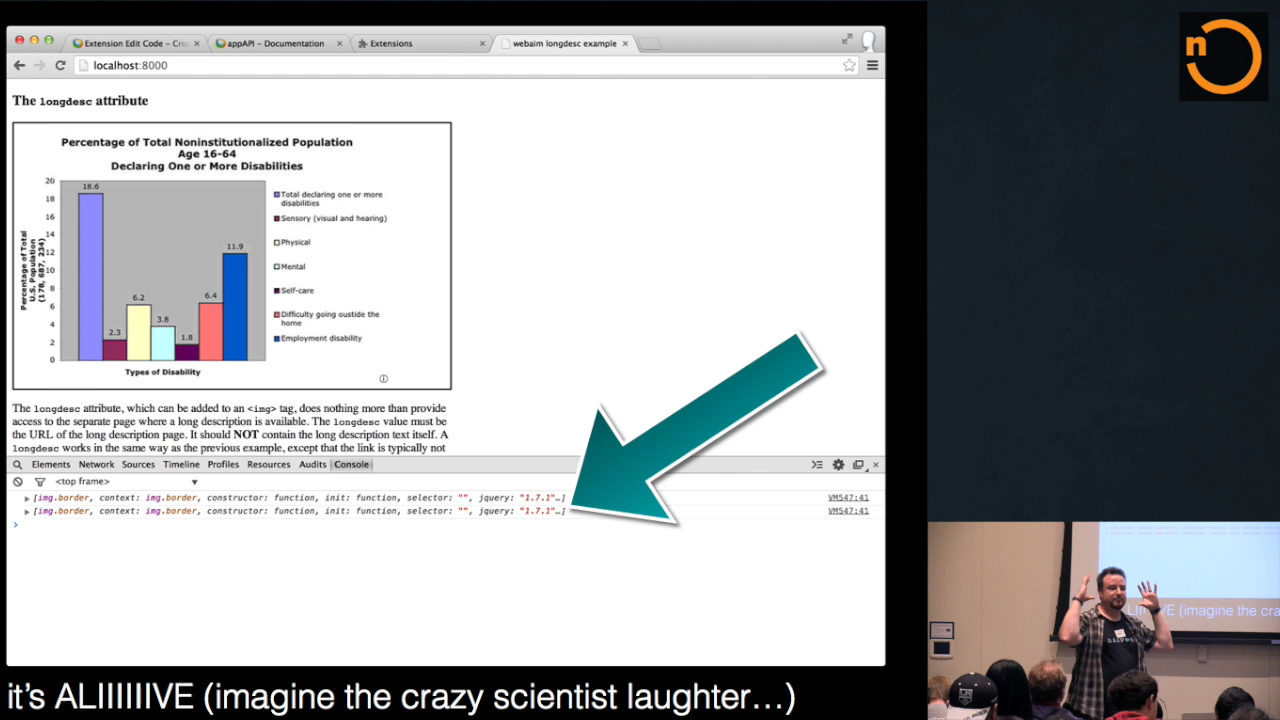 Extension Edit Code - Cro
appAPI – Documentation
Extensions
webaim longdesc example
localhost:8000
n
The longdesc attribute
Percentage of Total Noninstitutionalized Population
Age 16-64
Declaring One or More Disabilities
Percentage of Total
U.S. Population
(178, 687, 234)
20
18
16
14
12
10
8
6
4
2
0
18.6
2.3
6.2
3.8
1.8
6.4
11.9
Types of Disability
Total declaring one or more
disabilities
Sensory (visual and hearing)
Physical
Mental
Self-care
Difficulty going oustide the
home
Employment disability
The longdesc attribute, which can be added to an <img> tag, does nothing more than provide
access to the separate page where a long description is available. The longdesc value must be
the URL of the long description page. It should NOT contain the long description text itself. A
longdesc works in the same way as the previous example, except that the link is typically not
Elements Network Sources Timeline Profiles Resources Audits Console
<top frame>
[img.border, context: img.border, constructor: function, init: function, selector: "", jquery: "1.7.1"…] VM547:41
[img.border, context: img.border, constructor: function, init: function, selector: "", jquery: "1.7.1"…] VM547:41
it's ALIIIIIIVE (imagine the crazy scientist laughter…)
(imagine the cra